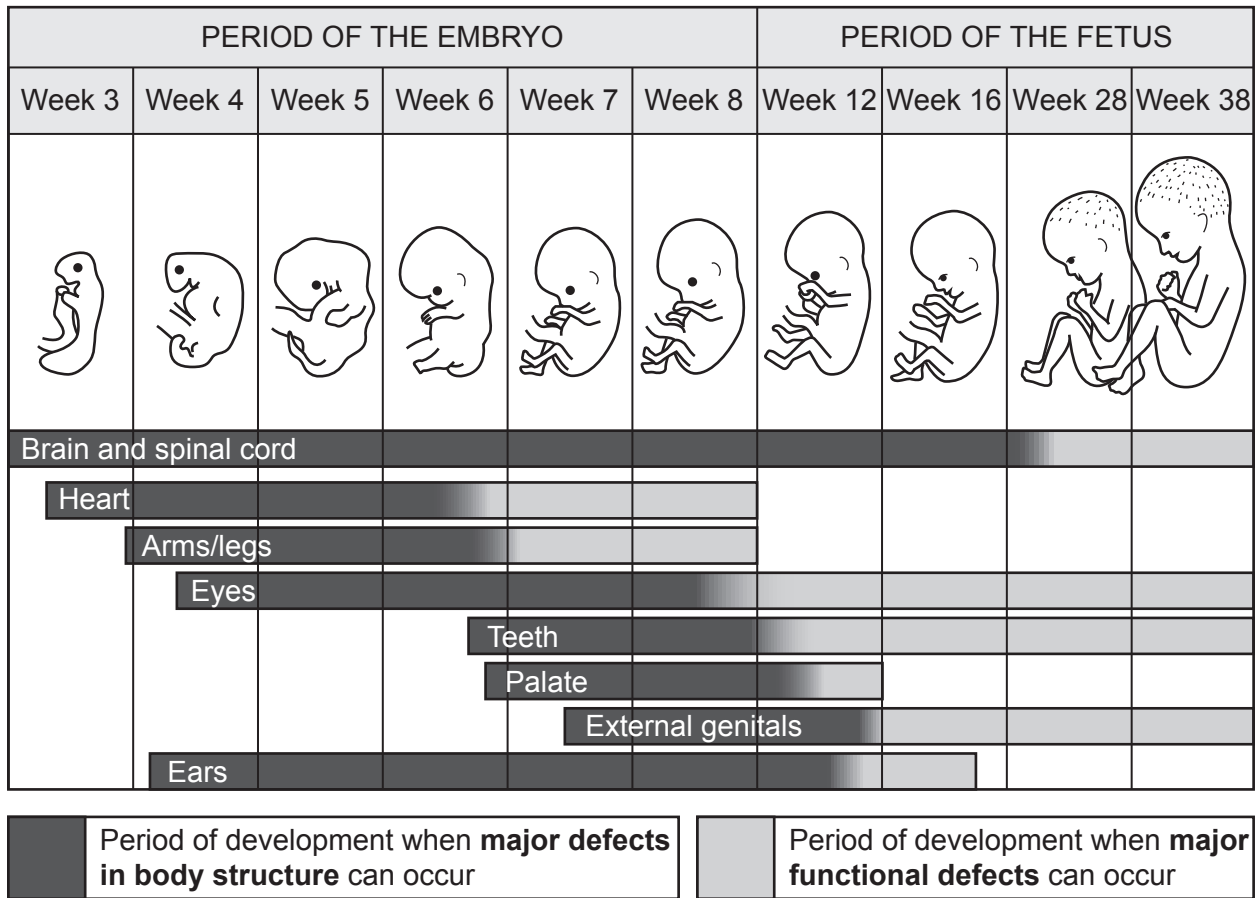 PERIOD OF THE EMBRYO
PERIOD OF THE FETUS
Week 3
Week 4
Week 5
Week 6
Week 7
Week 8
Week 12
Week 16
Week 28
Week 38
Brain and spinal cord
Heart
Arms/legs
Eyes
Teeth
Palate
External genitals
Ears
Period of development when major defects
in body structure can occur
Period of development when major
functional defects can occur